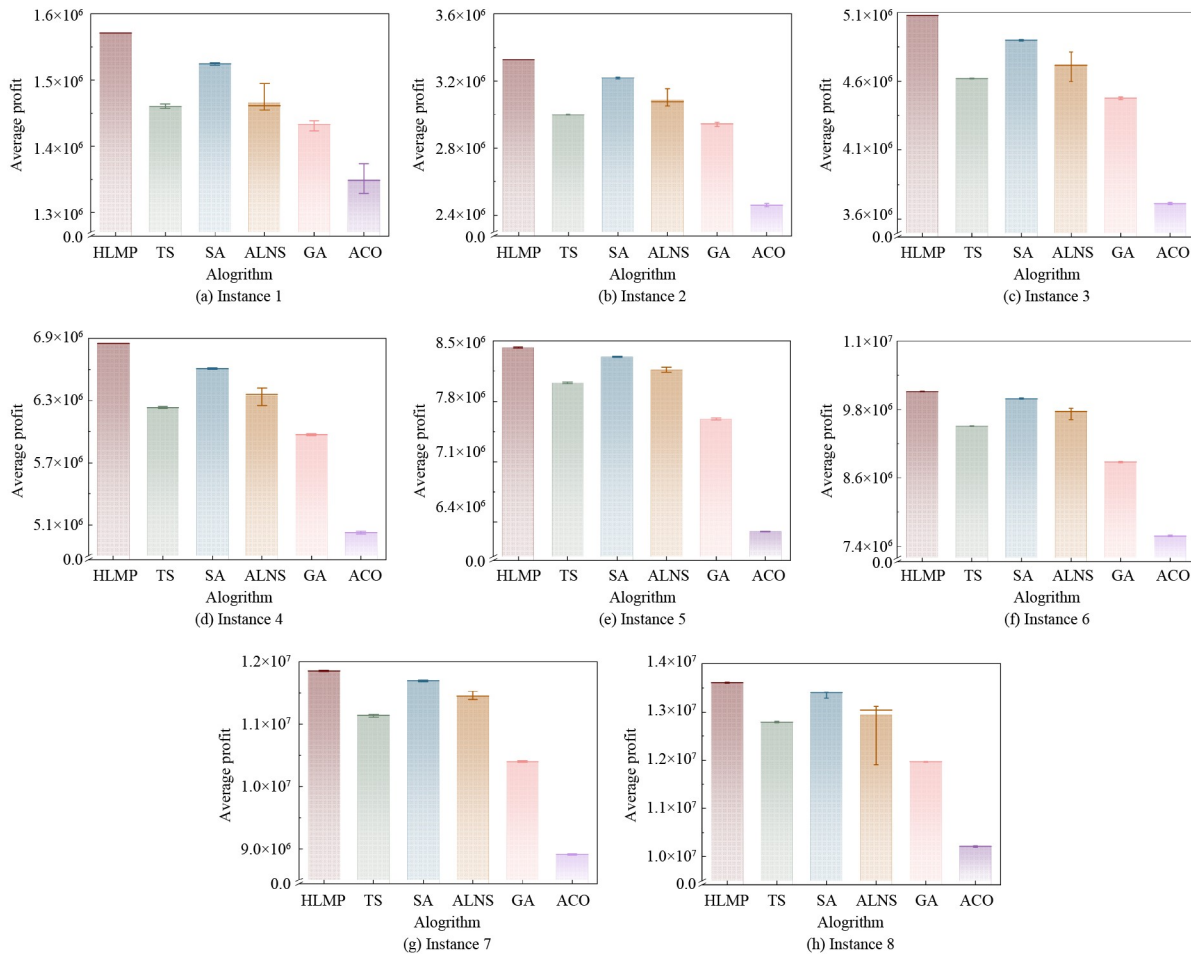 1.6×10⁶
1.5×10⁶
1.4×10⁶
1.3×10⁶
0.0
Average profit
HLMP TS SA ALNS GA ACO
Alogrithm
(a) Instance 1
3.6×10⁶
3.2×10⁶
2.8×10⁶
2.4×10⁶
0.0
Average profit
HLMP TS SA ALNS GA ACO
Alogrithm
(b) Instance 2
5.1×10⁶
4.6×10⁶
4.1×10⁶
3.6×10⁶
0.0
Average profit
HLMP TS SA ALNS GA ACO
Alogrithm
(c) Instance 3
6.9×10⁶
6.3×10⁶
5.7×10⁶
5.1×10⁶
0.0
Average profit
HLMP TS SA ALNS GA ACO
Alogrithm
(d) Instance 4
8.5×10⁶
7.8×10⁶
7.1×10⁶
6.4×10⁶
0.0
Average profit
HLMP TS SA ALNS GA ACO
Alogrithm
(e) Instance 5
1.1×10⁷
9.8×10⁶
8.6×10⁶
7.4×10⁶
0.0
Average profit
HLMP TS SA ALNS GA ACO
Alogrithm
(f) Instance 6
1.2×10⁷
1.1×10⁷
1.0×10⁷
9.0×10⁶
0.0
Average profit
HLMP TS SA ALNS GA ACO
Alogrithm
(g) Instance 7
1.4×10⁷
1.3×10⁷
1.2×10⁷
1.1×10⁷
1.0×10⁷
0.0
Average profit
HLMP TS SA ALNS GA ACO
Alogrithm
(h) Instance 8